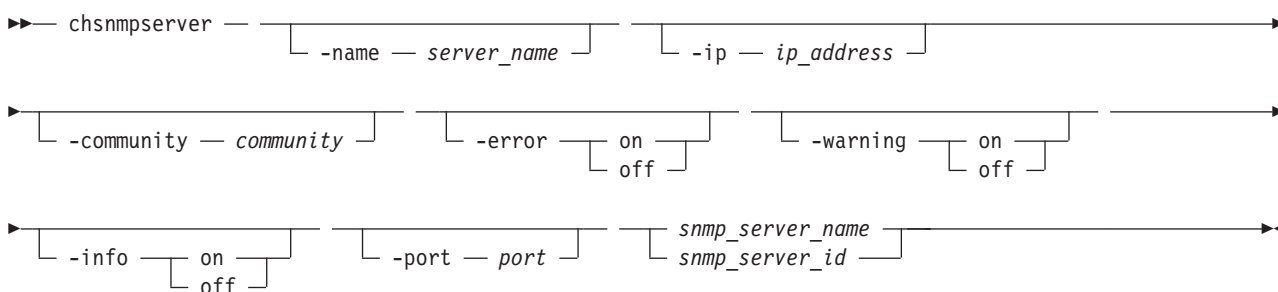 chsnmpserver
-name server_name
-ip ip_address
-community community
-error on
off
-warning on
off
-info on
off
-port port
snmp_server_name
snmp_server_id